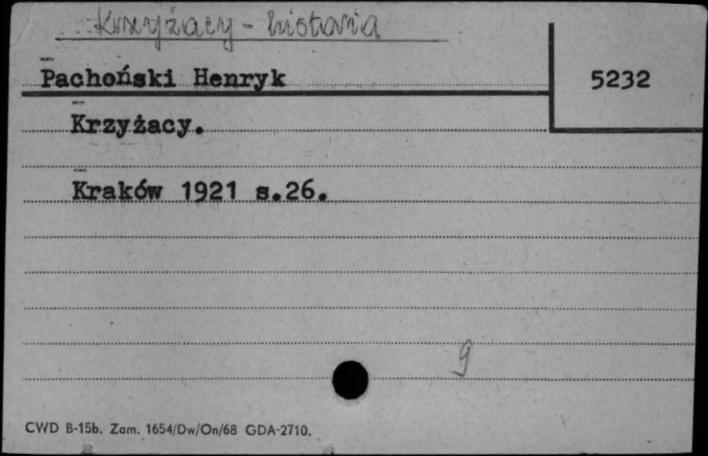 Krzyżacy - historia
Pachoński Henryk
5232
Krzyżacy.
Kraków 1921 s.26.
9
CWD B-15b. Zam. 1654/Dw/On/68 GDA-2710.